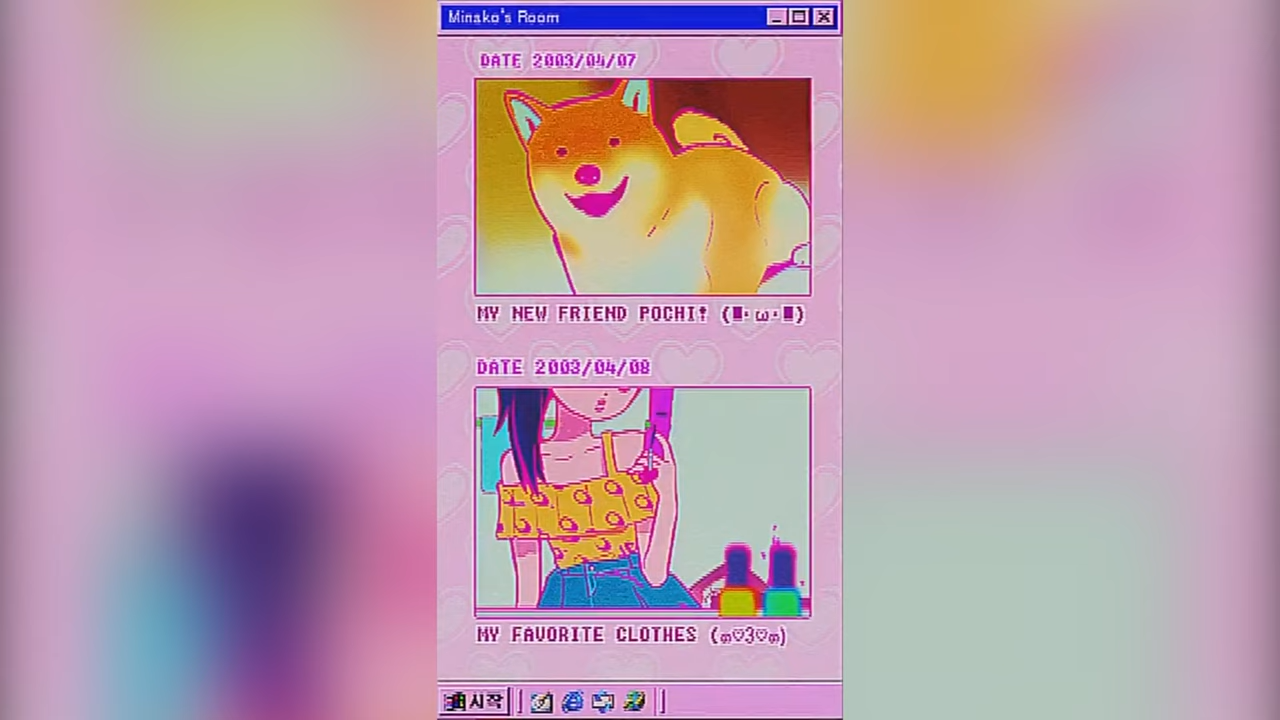 Minako's Room
DATE 2003/04/07
MY NEW FRIEND POCHI! (■･ω･■)
DATE 2003/04/08
MY FAVORITE CLOTHES (ന♡3♡ന)
시작